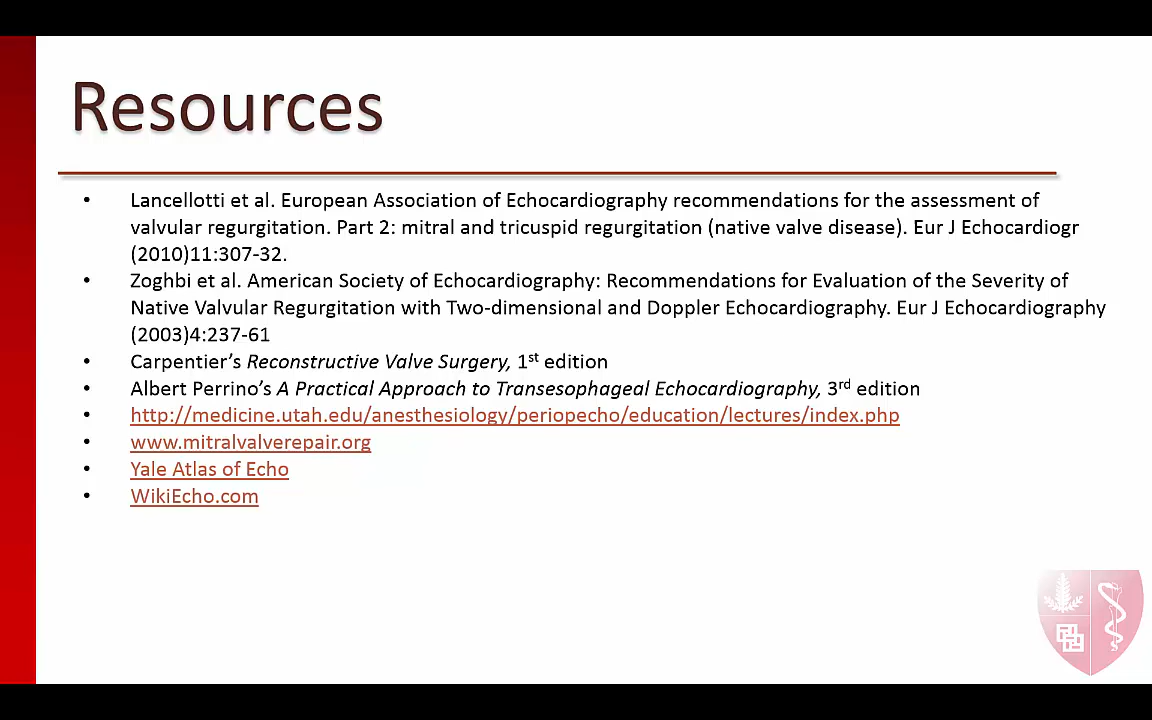 Resources
• Lancellotti et al. European Association of Echocardiography recommendations for the assessment of
valvular regurgitation. Part 2: mitral and tricuspid regurgitation (native valve disease). Eur J Echocardiogr
(2010)11:307-32.
• Zoghbi et al. American Society of Echocardiography: Recommendations for Evaluation of the Severity of
Native Valvular Regurgitation with Two-dimensional and Doppler Echocardiography. Eur J Echocardiography
(2003)4:237-61
• Carpentier’s Reconstructive Valve Surgery, 1st edition
• Albert Perrino’s A Practical Approach to Transesophageal Echocardiography, 3rd edition
• http://medicine.utah.edu/anesthesiology/periopecho/education/lectures/index.php
• www.mitralvalverepair.org
• Yale Atlas of Echo
• WikiEcho.com